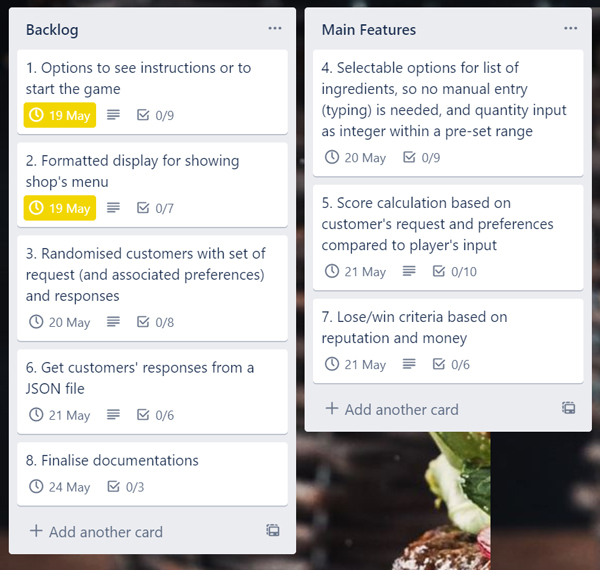 Backlog
1. Options to see instructions or to
start the game
19 May 0/9
2. Formatted display for showing
shop's menu
19 May 0/7
3. Randomised customers with set of
request (and associated preferences)
and responses
20 May 0/8
6. Get customers' responses from a
JSON file
21 May 0/6
8. Finalise documentations
24 May 0/3
+ Add another card
Main Features
4. Selectable options for list of
ingredients, so no manual entry
(typing) is needed, and quantity input
as integer within a pre-set range
20 May 0/9
5. Score calculation based on
customer's request and preferences
compared to player's input
21 May 0/10
7. Lose/win criteria based on
reputation and money
21 May 0/6
+ Add another card